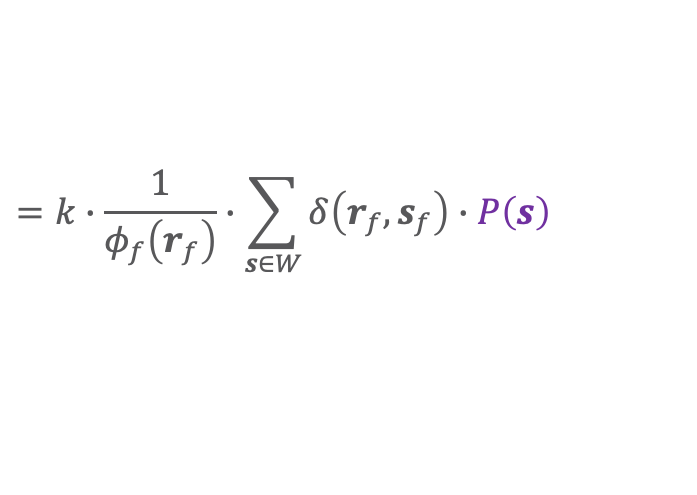 = k · 1/ϕ_f(r_f) · ∑_{s∈W} δ(r_f, s_f) · P(s)